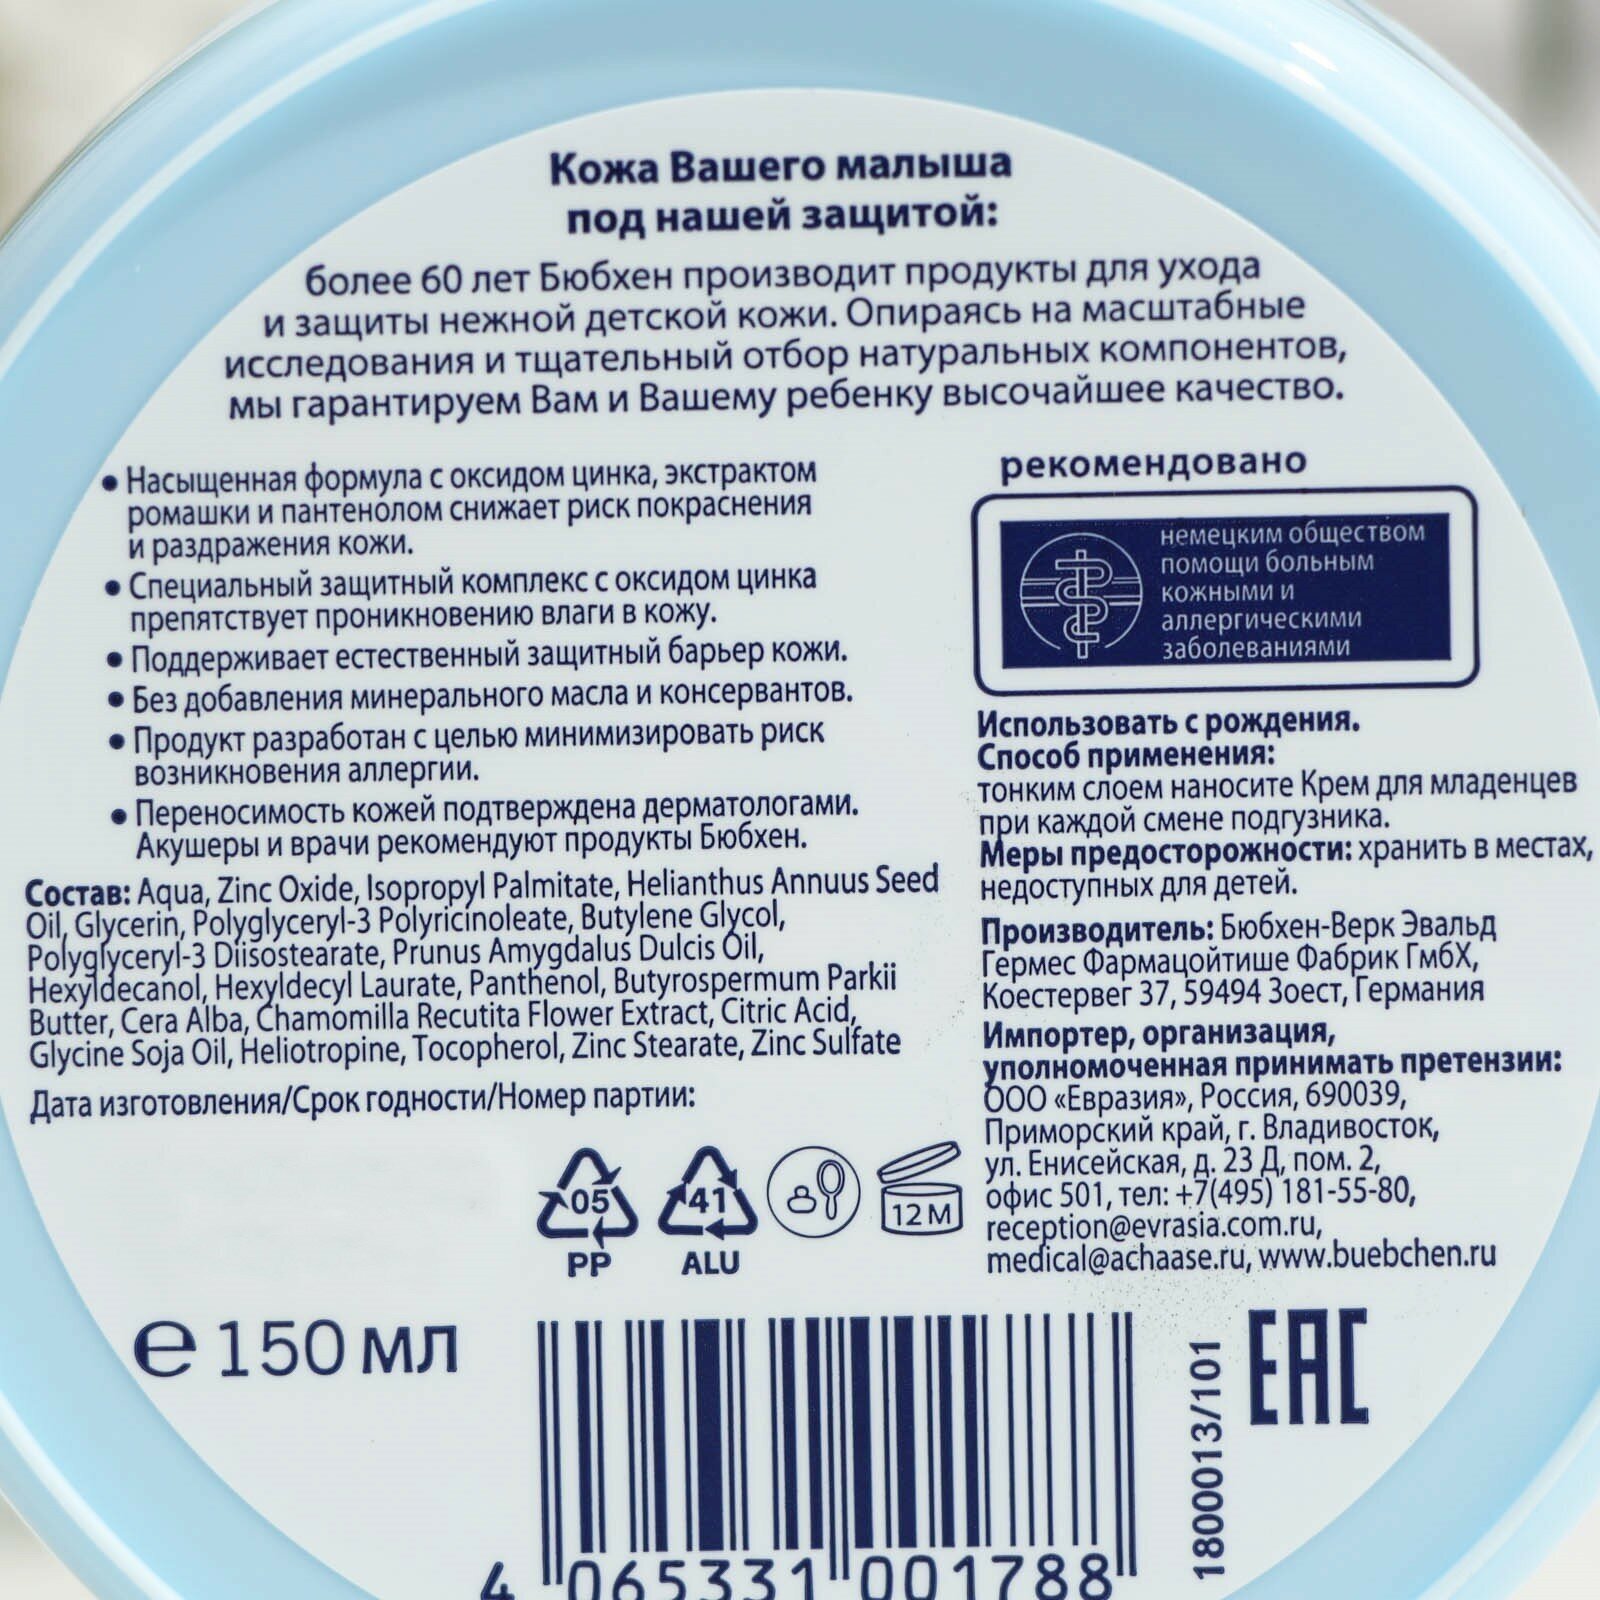 Кожа Вашего малыша
под нашей защитой:
более 60 лет Бюбхен производит продукты для ухода
и защиты нежной детской кожи. Опираясь на масштабные
исследования и тщательный отбор натуральных компонентов,
мы гарантируем Вам и Вашему ребенку высочайшее качество.
• Насыщенная формула с оксидом цинка, экстрактом
ромашки и пантенолом снижает риск покраснения
и раздражения кожи.
• Специальный защитный комплекс с оксидом цинка
препятствует проникновению влаги в кожу.
• Поддерживает естественный защитный барьер кожи.
• Без добавления минерального масла и консервантов.
• Продукт разработан с целью минимизировать риск
возникновения аллергии.
• Переносимость кожей подтверждена дерматологами.
Акушеры и врачи рекомендуют продукты Бюбхен.
Состав: Aqua, Zinc Oxide, Isopropyl Palmitate, Helianthus Annuus Seed
Oil, Glycerin, Polyglyceryl-3 Polyricinoleate, Butylene Glycol,
Polyglyceryl-3 Diisostearate, Prunus Amygdalus Dulcis Oil,
Hexyldecanol, Hexyldecyl Laurate, Panthenol, Butyrospermum Parkii
Butter, Cera Alba, Chamomilla Recutita Flower Extract, Citric Acid,
Glycine Soja Oil, Heliotropine, Tocopherol, Zinc Stearate, Zinc Sulfate
Дата изготовления/Срок годности/Номер партии:
рекомендовано
немецким обществом
помощи больным
кожными и
аллергическими
заболеваниями
Использовать с рождения.
Способ применения:
тонким слоем наносите Крем для младенцев
при каждой смене подгузника.
Меры предосторожности: хранить в местах,
недоступных для детей.
Производитель: Бюбхен-Верк Эвальд
Гермес Фармацойтише Фабрик ГмбХ,
Коестервег 37, 59494 Зоест, Германия
Импортер, организация,
уполномоченная принимать претензии:
ООО «Евразия», Россия, 690039,
Приморский край, г. Владивосток,
ул. Енисейская, д. 23 Д, пом. 2,
офис 501, тел: +7(495) 181-55-80,
reception@evrasia.com.ru,
medical@achaase.ru, www.buebchen.ru
05
PP
41
ALU
12 M
e 150 мл
4 065331 001788
1800013/101
EAC